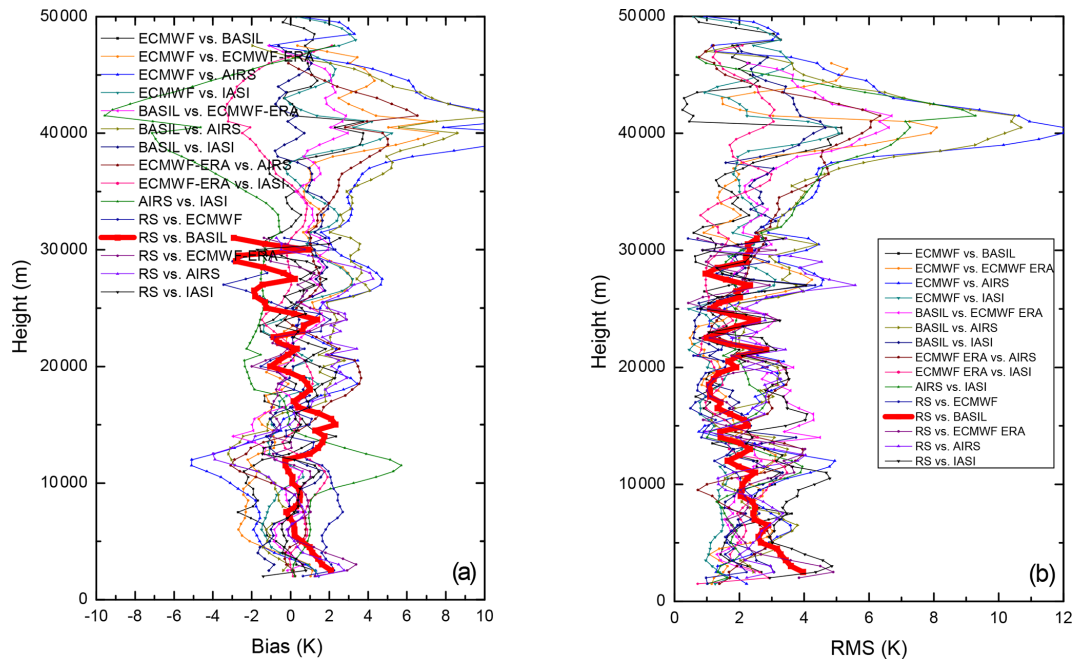 50000
40000
30000
20000
10000
0
Height (m)
ECMWF vs. BASIL
ECMWF vs. ECMWF-ERA
ECMWF vs. AIRS
ECMWF vs. IASI
BASIL vs. ECMWF-ERA
BASIL vs. AIRS
BASIL vs. IASI
ECMWF-ERA vs. AIRS
ECMWF-ERA vs. IASI
AIRS vs. IASI
RS vs. ECMWF
RS vs. BASIL
RS vs. ECMWF-ERA
RS vs. AIRS
RS vs. IASI
(a)
-10 -8 -6 -4 -2 0 2 4 6 8 10
Bias (K)
50000
40000
30000
20000
10000
0
Height (m)
ECMWF vs. BASIL
ECMWF vs. ECMWF ERA
ECMWF vs. AIRS
ECMWF vs. IASI
BASIL vs. ECMWF ERA
BASIL vs. AIRS
BASIL vs. IASI
ECMWF ERA vs. AIRS
ECMWF ERA vs. IASI
AIRS vs. IASI
RS vs. ECMWF
RS vs. BASIL
RS vs. ECMWF ERA
RS vs. AIRS
RS vs. IASI
(b)
0 2 4 6 8 10 12
RMS (K)